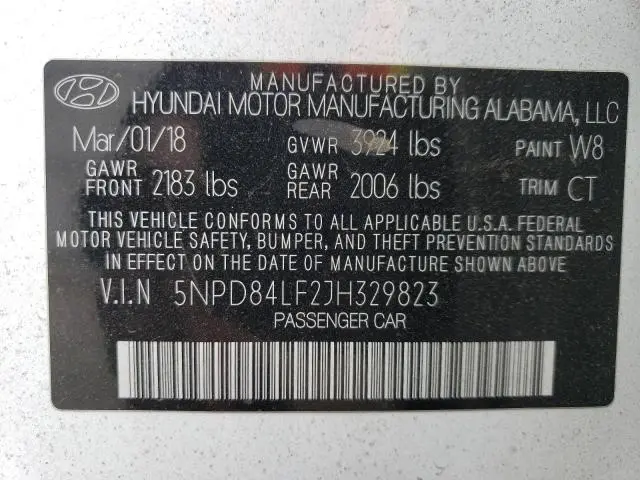 MANUFACTURED BY
HYUNDAI MOTOR MANUFACTURING ALABAMA, LLC
Mar/01/18 GVWR 3924 lbs PAINT W8
GAWR FRONT 2183 lbs GAWR REAR 2006 lbs TRIM CT
THIS VEHICLE CONFORMS TO ALL APPLICABLE U.S.A. FEDERAL
MOTOR VEHICLE SAFETY, BUMPER, AND THEFT PREVENTION STANDARDS
IN EFFECT ON THE DATE OF MANUFACTURE SHOWN ABOVE
V.I.N 5NPD84LF2JH329823
PASSENGER CAR